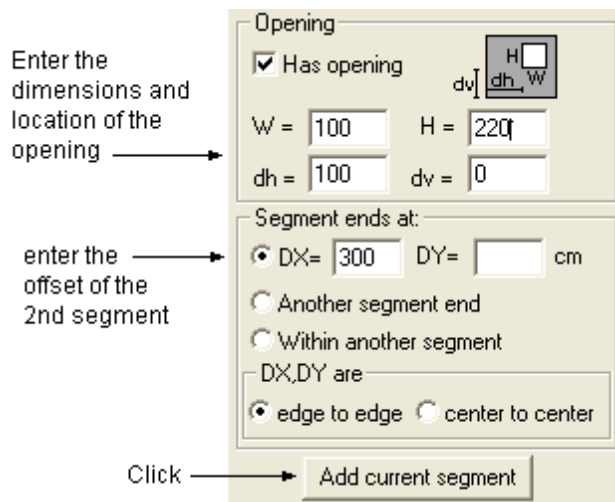 Opening
Enter the
dimensions and
location of the
opening
Has opening
H
dv dh W
W = 100 H = 220
dh = 100 dv = 0
Segment ends at:
enter the
offset of the
2nd segment
DX= 300 DY= cm
Another segment end
Within another segment
DX,DY are
edge to edge center to center
Click
Add current segment